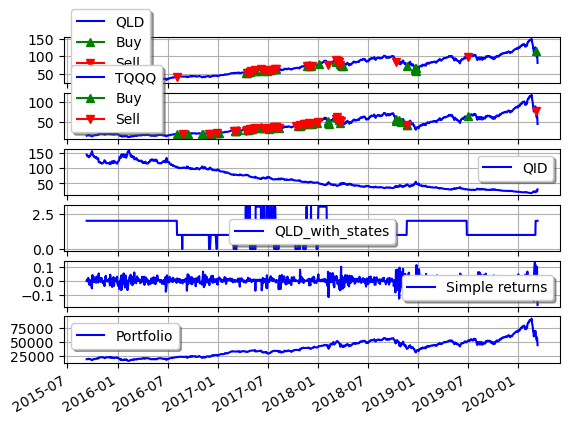 QLD
Buy
Sell
150
100
50
TQQQ
Buy
Sell
100
50
QID
150
100
50
QLD_with_states
2.5
0.0
Simple returns
0.1
0.0
−0.1
Portfolio
75000
50000
25000
2015-07
2016-01
2016-07
2017-01
2017-07
2018-01
2018-07
2019-01
2019-07
2020-01